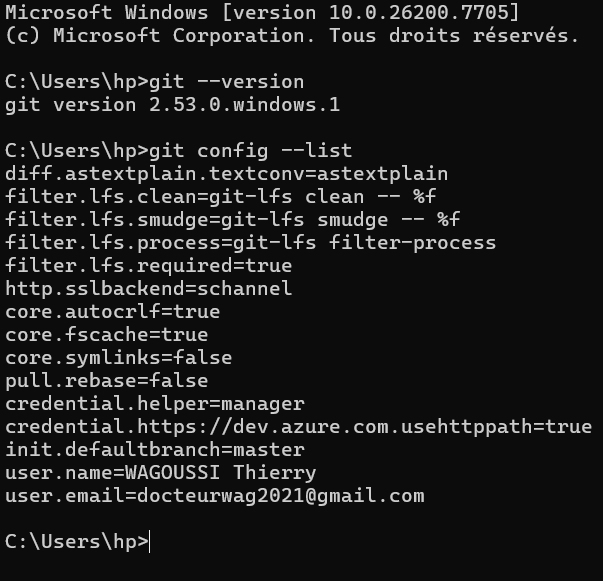 Microsoft Windows [version 10.0.26200.7705]
(c) Microsoft Corporation. Tous droits réservés.
C:\Users\hp>git --version
git version 2.53.0.windows.1
C:\Users\hp>git config --list
diff.astextplain.textconv=astextplain
filter.lfs.clean=git-lfs clean -- %f
filter.lfs.smudge=git-lfs smudge -- %f
filter.lfs.process=git-lfs filter-process
filter.lfs.required=true
http.sslbackend=schannel
core.autocrlf=true
core.fscache=true
core.symlinks=false
pull.rebase=false
credential.helper=manager
credential.https://dev.azure.com.usehttppath=true
init.defaultbranch=master
user.name=WAGOUSSI Thierry
user.email=docteurwag2021@gmail.com
C:\Users\hp>